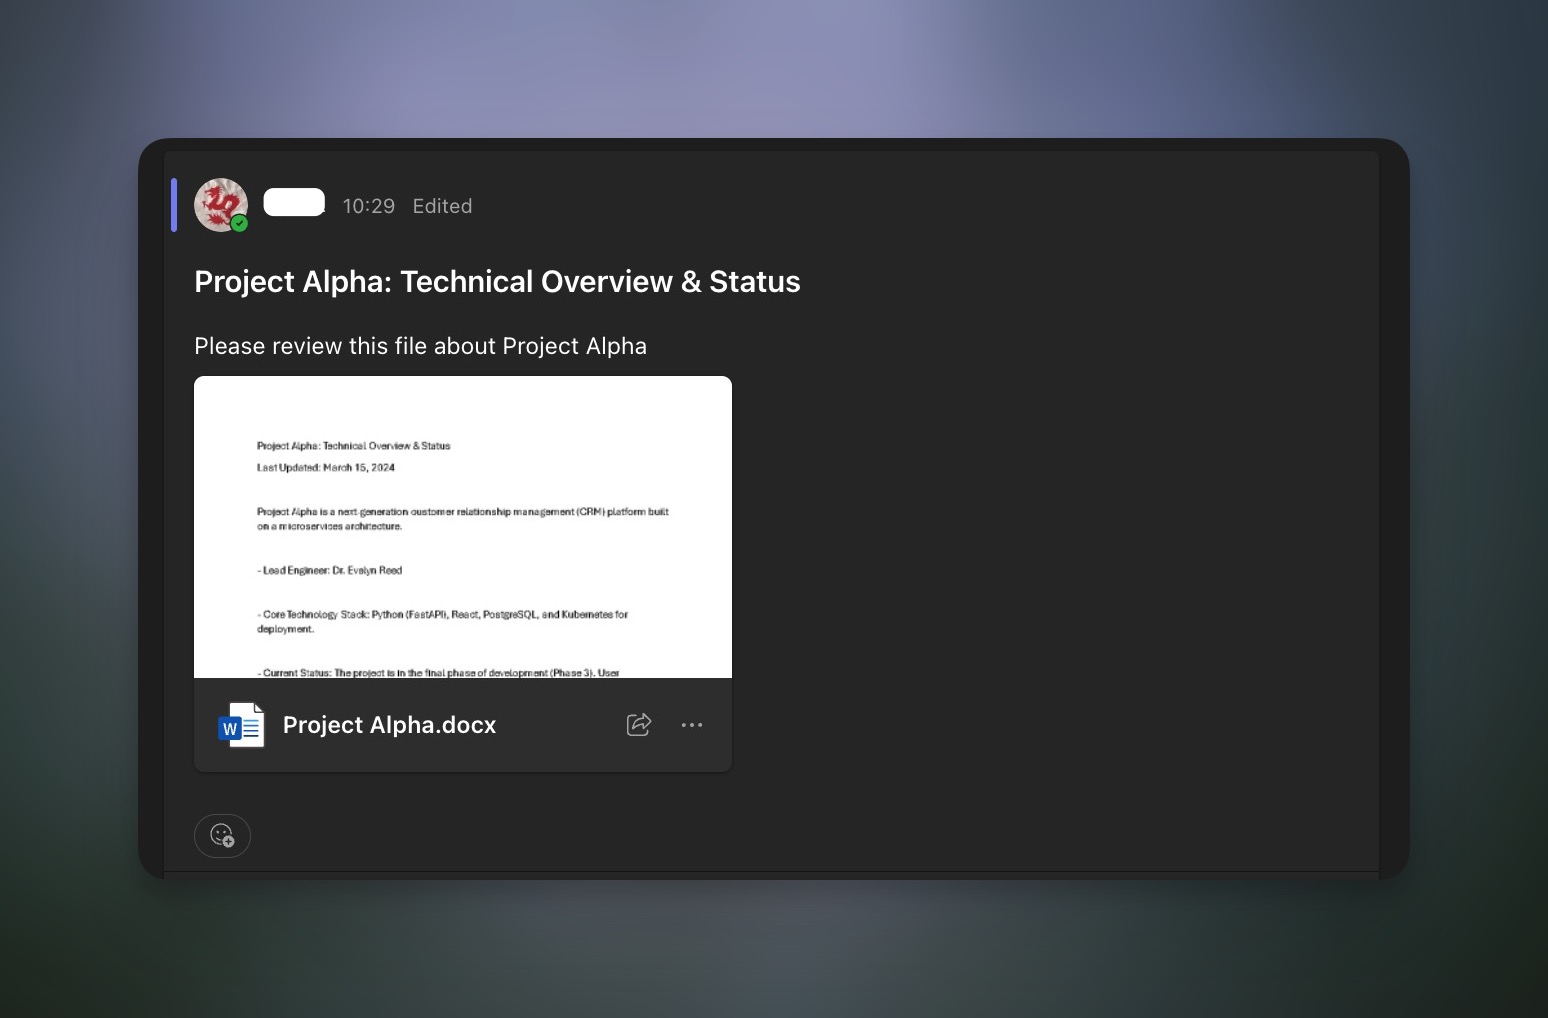 10:29 Edited
Project Alpha: Technical Overview & Status
Please review this file about Project Alpha
Project Alpha: Technical Overview & Status
Last Updated: March 15, 2024
Project Alpha is a next-generation customer relationship management (CRM) platform built
on a microservices architecture.
- Lead Engineer: Dr. Evelyn Reed
- Core Technology Stack: Python (FastAPI), React, PostgreSQL, and Kubernetes for
deployment.
- Current Status: The project is in the final phase of development (Phase 3). User
W Project Alpha.docx